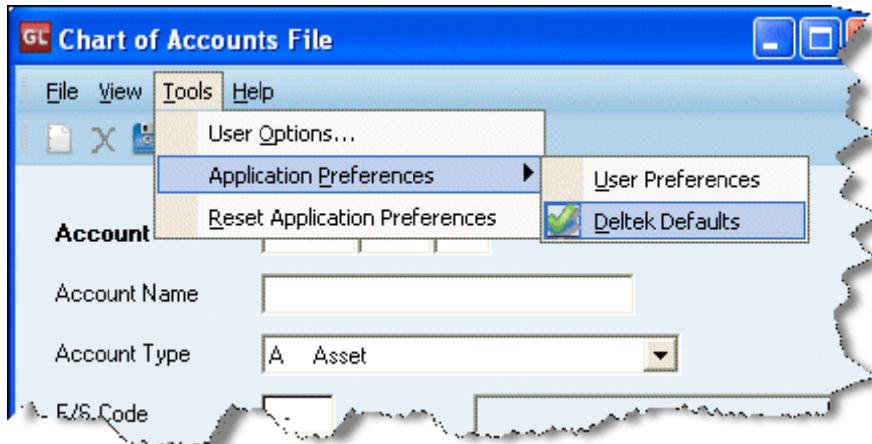 GL Chart of Accounts File
File View Tools Help
User Options...
Application Preferences
User Preferences
Reset Application Preferences
Deltek Defaults
Account
Account Name
Account Type A Asset
F/S Code